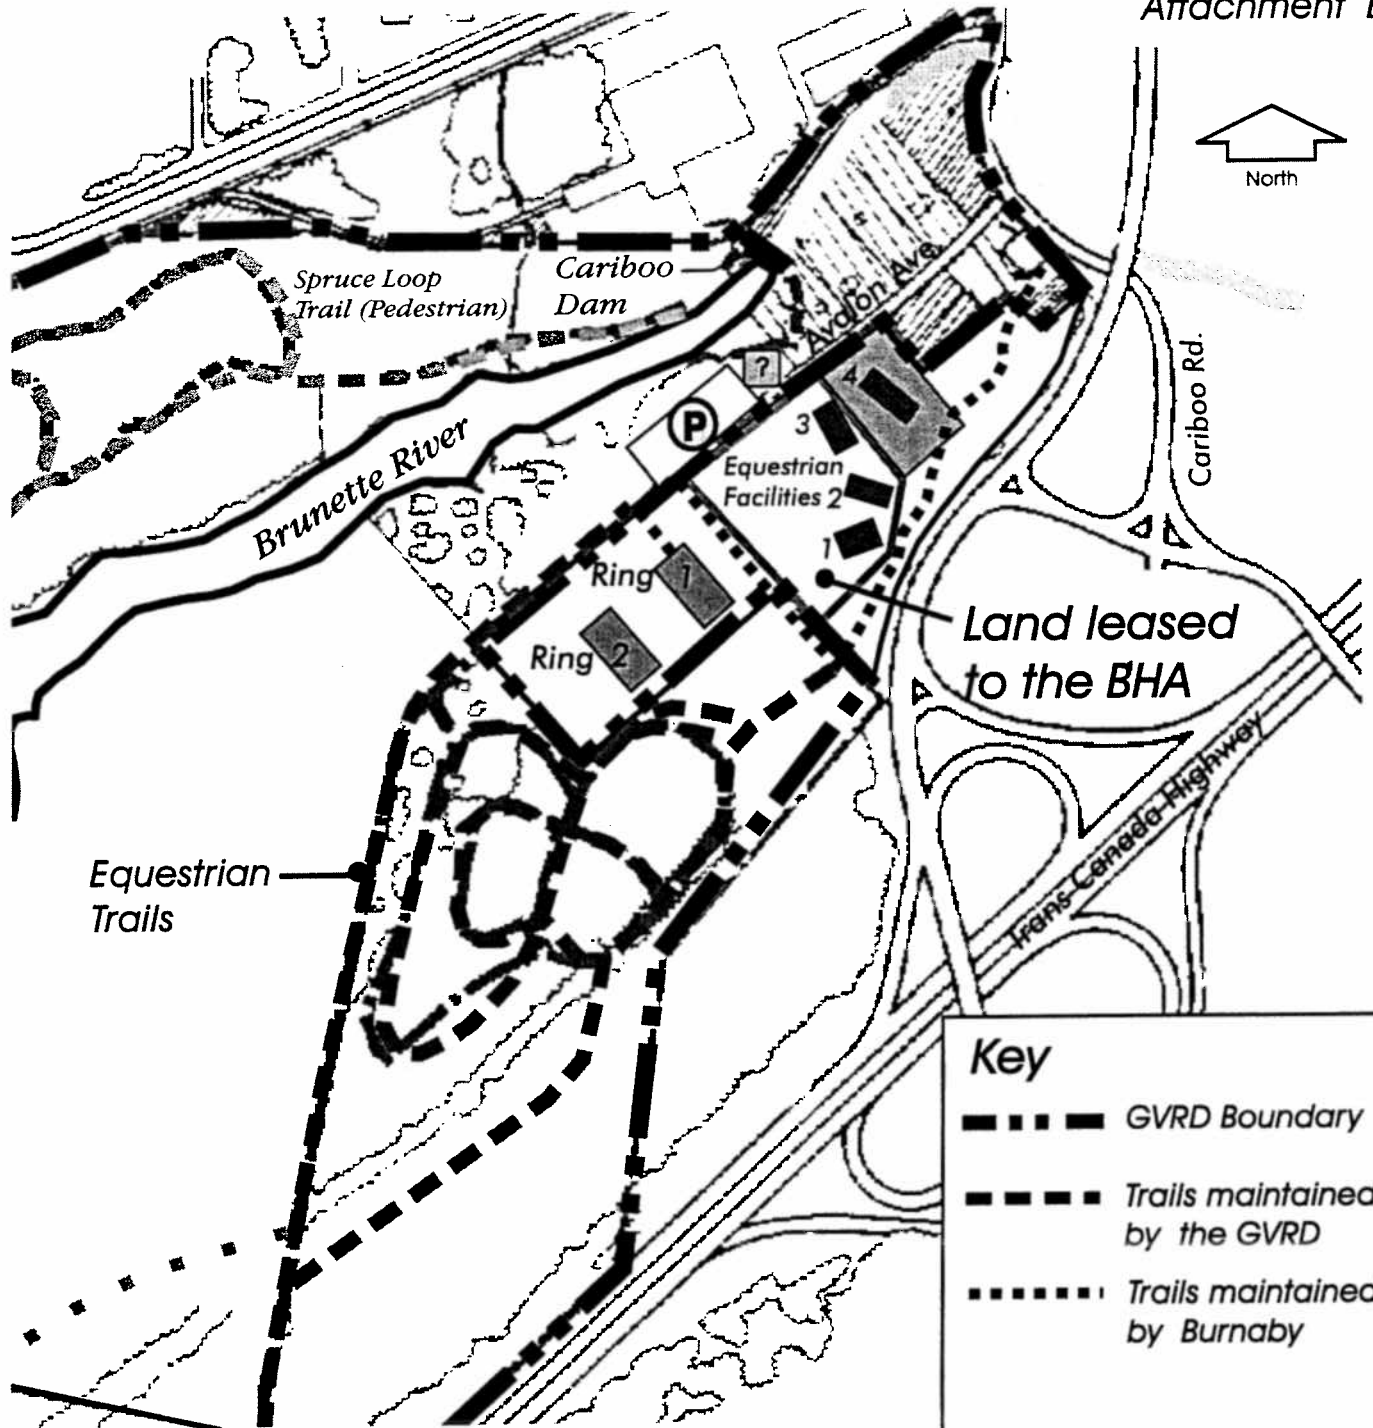 Attachment
North
Spruce Loop
Trail (Pedestrian)
Cariboo
Dam
Avalon Ave.
?
4
P
3
Equestrian
Facilities 2
1
Brunette River
Cariboo Rd.
Ring 1
Ring 2
Land leased
to the BHA
Equestrian
Trails
Trans Canada Highway
Key
GVRD Boundary
Trails maintained
by the GVRD
Trails maintained
by Burnaby